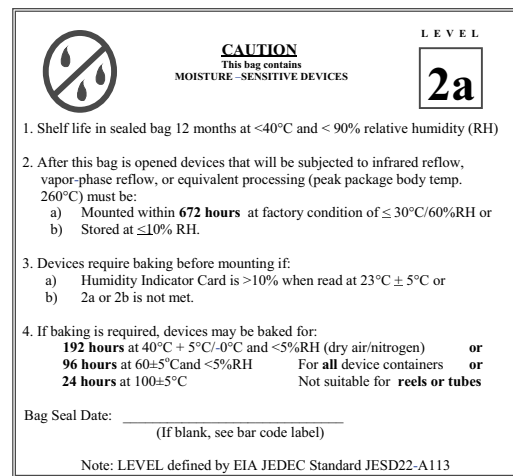 LEVEL
CAUTION
This bag contains
MOISTURE –SENSITIVE DEVICES
2a
1. Shelf life in sealed bag 12 months at <40°C and < 90% relative humidity (RH)
2. After this bag is opened devices that will be subjected to infrared reflow,
vapor-phase reflow, or equivalent processing (peak package body temp.
260°C) must be:
a) Mounted within 672 hours at factory condition of ≤ 30°C/60%RH or
b) Stored at ≤10% RH.
3. Devices require baking before mounting if:
a) Humidity Indicator Card is >10% when read at 23°C ± 5°C or
b) 2a or 2b is not met.
4. If baking is required, devices may be baked for:
192 hours at 40°C + 5°C/-0°C and <5%RH (dry air/nitrogen) or
96 hours at 60±5°Cand <5%RH For all device containers or
24 hours at 100±5°C Not suitable for reels or tubes
Bag Seal Date: ______________________________
(If blank, see bar code label)
Note: LEVEL defined by EIA JEDEC Standard JESD22-A113